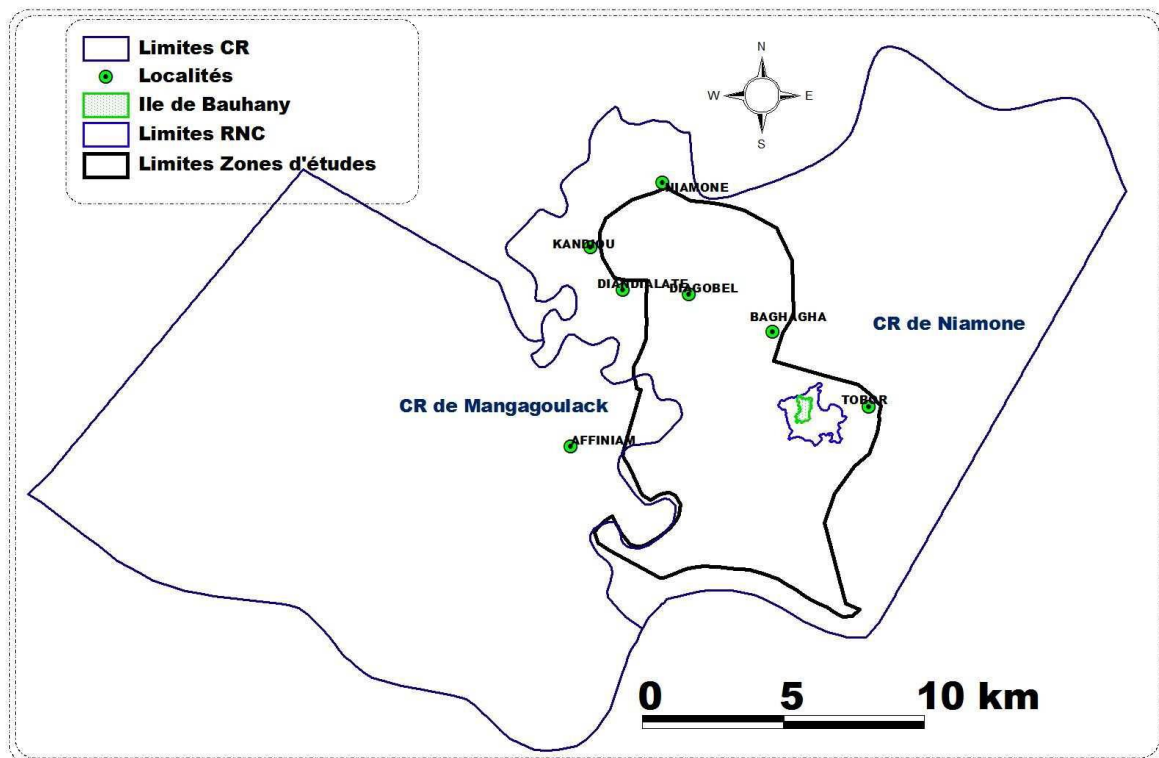 Limites CR
Localités
Ile de Bauhany
Limites RNC
Limites Zones d'études
N
W E
S
NIAMONE
KANDIOU
DIANDIALATE
DIAGOBEL
BAGHAGHA
CR de Niamone
CR de Mangagoulack
TOBOR
AFFINIAM
0 5 10 km